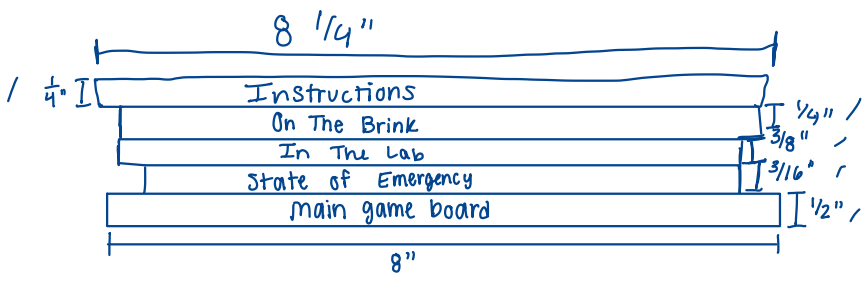 8 1/4"
1/4"
Instructions
On The Brink
1/4"
In The Lab
3/8"
State of Emergency
3/16"
main game board
1/2"
8"